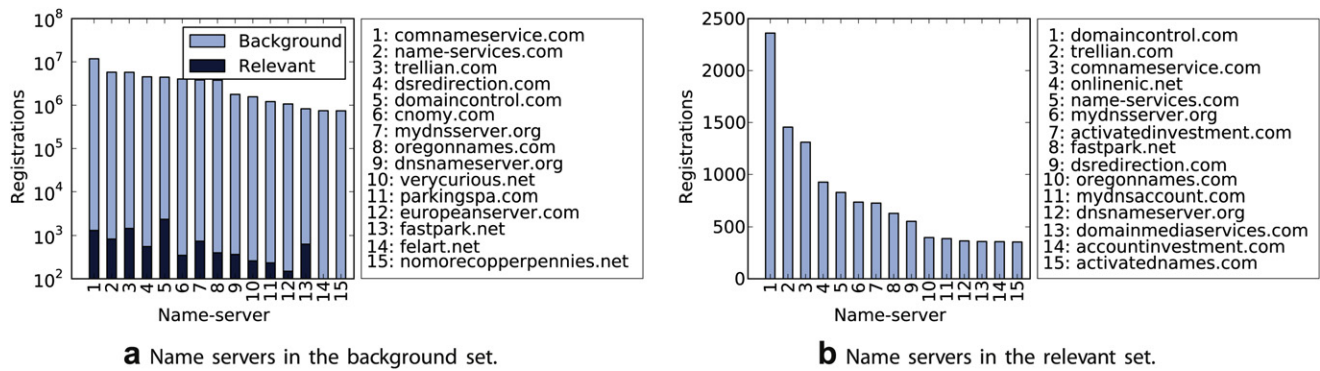 10^8
10^7
10^6
10^5
10^4
10^3
10^2
Registrations
Background
Relevant
1 2 3 4 5 6 7 8 9 10 11 12 13 14 15
Name-server
1: comnameservice.com
2: name-services.com
3: trellian.com
4: dsredirection.com
5: domaincontrol.com
6: cnomy.com
7: mydnsserver.org
8: oregonnames.com
9: dnsnameserver.org
10: verycurious.net
11: parkingspa.com
12: europeanserver.com
13: fastpark.net
14: felart.net
15: nomorecopperpennies.net
a Name servers in the background set.
2500
2000
1500
1000
500
0
Registrations
1 2 3 4 5 6 7 8 9 10 11 12 13 14 15
Name-server
1: domaincontrol.com
2: trellian.com
3: comnameservice.com
4: onlinenic.net
5: name-services.com
6: mydnsserver.org
7: activatedinvestment.com
8: fastpark.net
9: dsredirection.com
10: oregonnames.com
11: mydnsaccount.com
12: dnsnameserver.org
13: domainmediaservices.com
14: accountinvestment.com
15: activatednames.com
b Name servers in the relevant set.